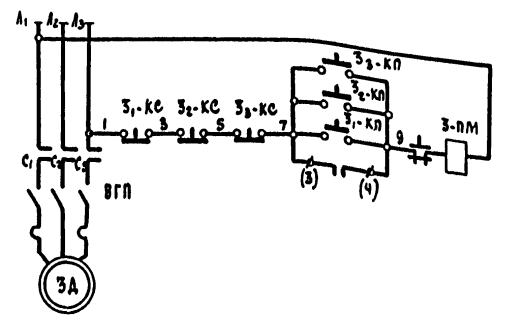 Л₁ Л₂ Л₃
З₃-КП
З₂-КП
З₁-КП
1 З₁-КС 3 З₂-КС 5 З₃-КС 7
9 З-ПМ
(3) (4)
С₁ С₂ С₃
ВГП
ЗД